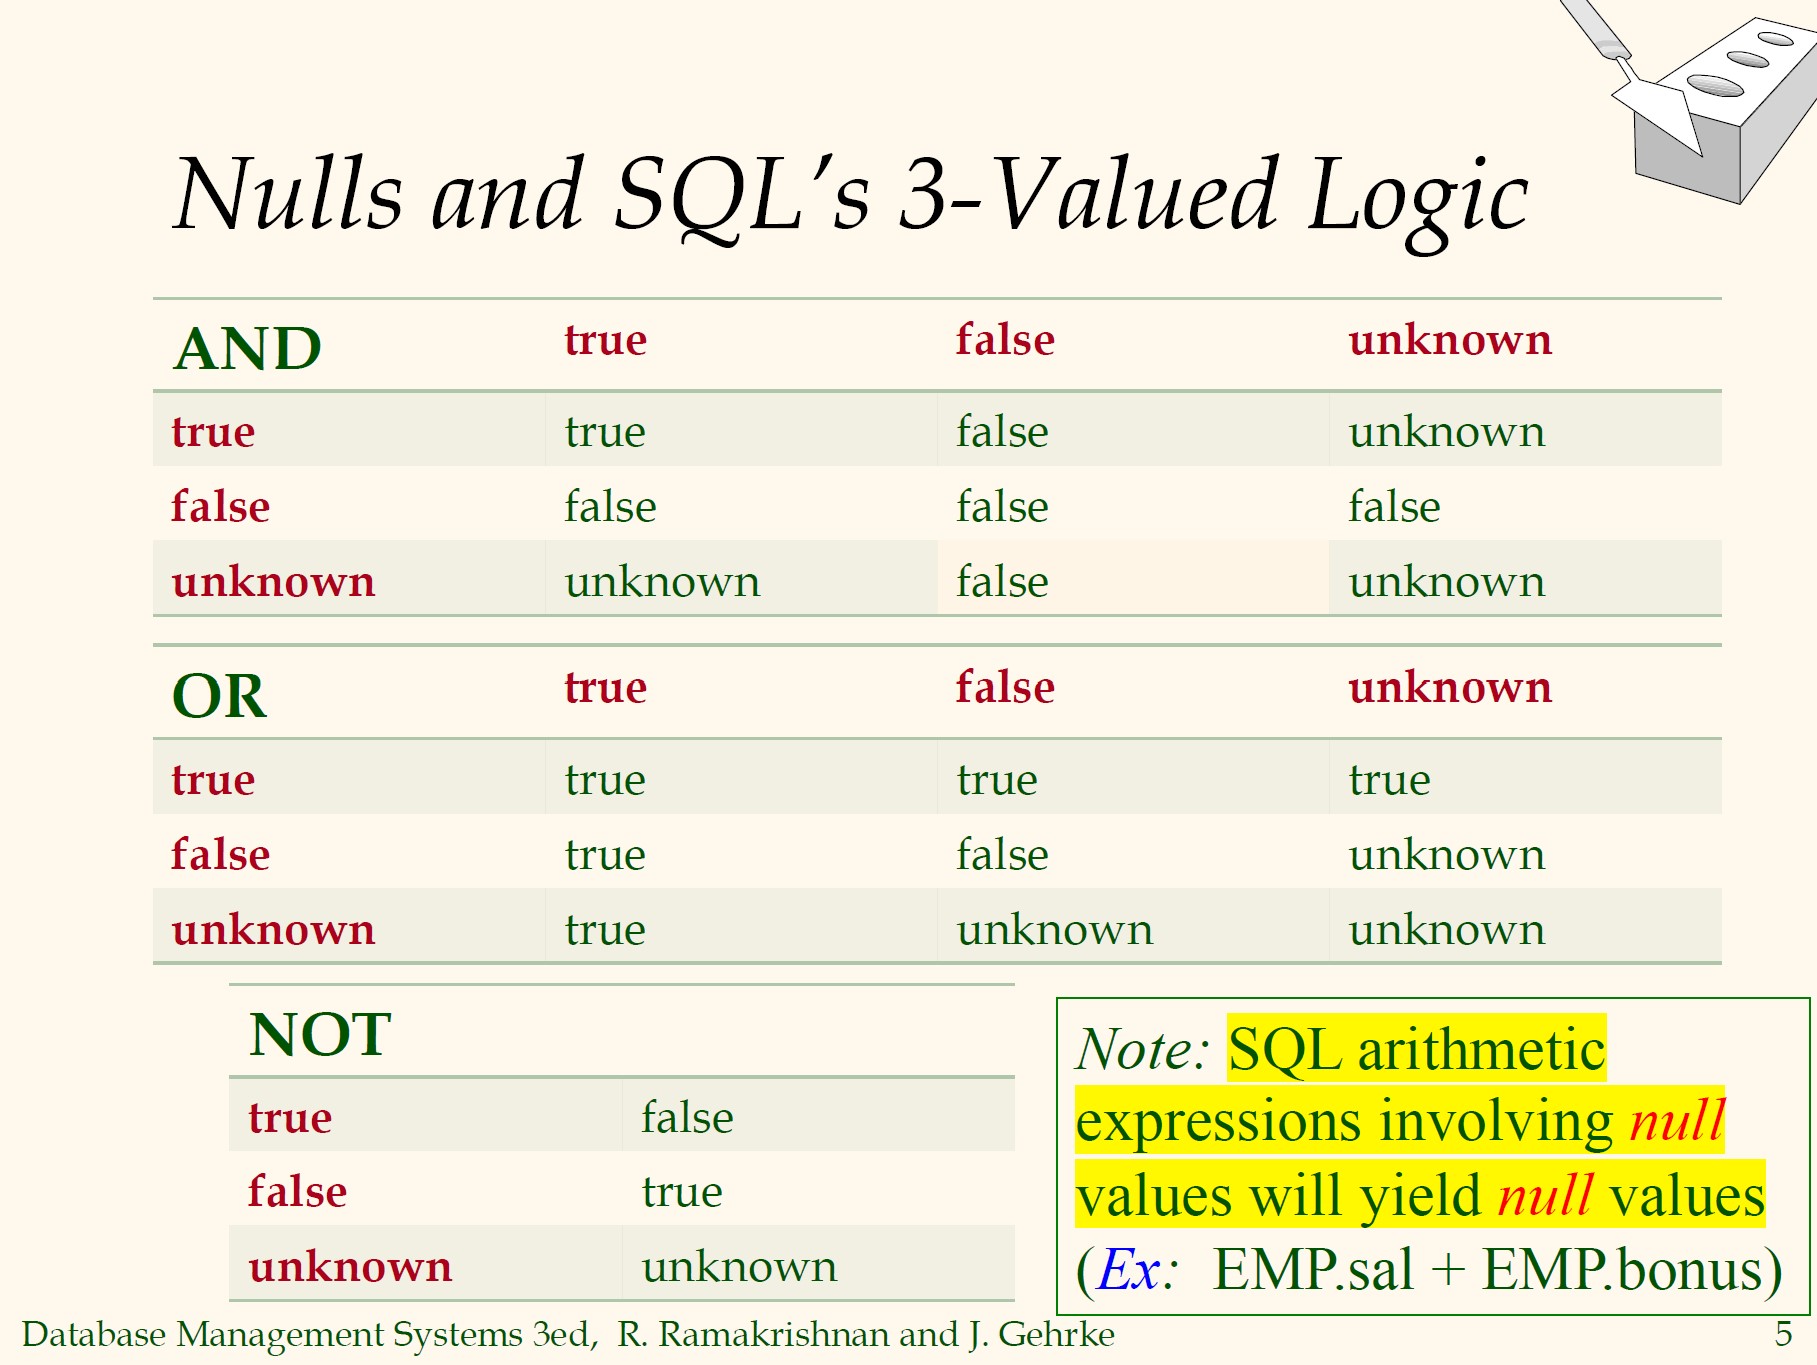 Nulls and SQL’s 3-Valued Logic
AND true false unknown
true true false unknown
false false false false
unknown unknown false unknown
OR true false unknown
true true true true
false true false unknown
unknown true unknown unknown
NOT
true false
false true
unknown unknown
Note: SQL arithmetic
expressions involving null
values will yield null values
(Ex: EMP.sal + EMP.bonus)
Database Management Systems 3ed, R. Ramakrishnan and J. Gehrke 5